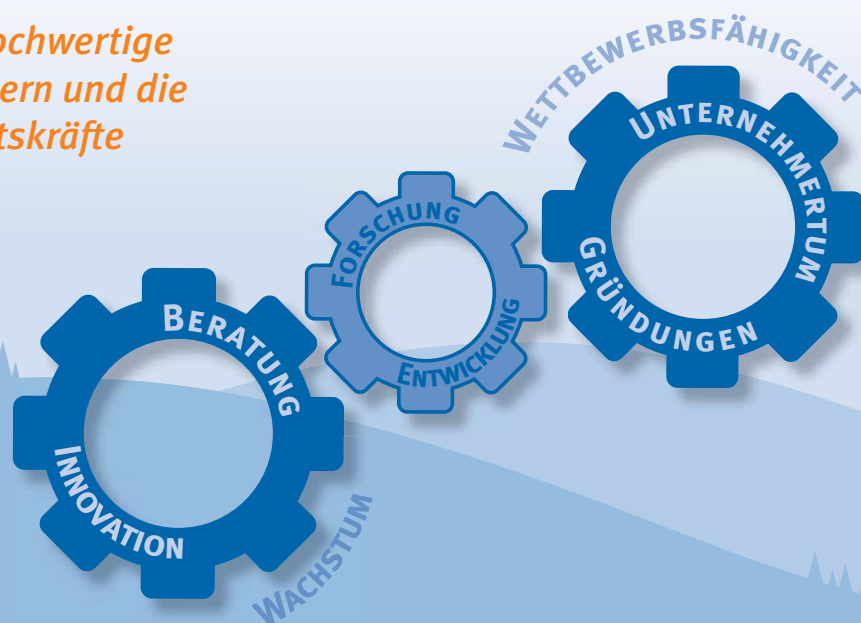 ochwertige
ern und die
tskräfte
WETTBEWERBSFÄHIGKEIT
UNTERNEHMERTUM
GRÜNDUNGEN
FORSCHUNG
ENTWICKLUNG
BERATUNG
INNOVATION
WACHSTUM